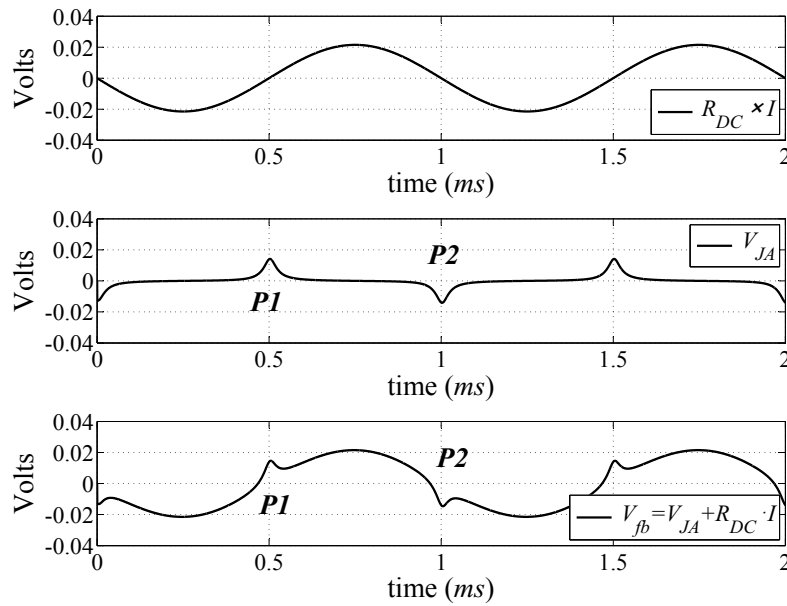 0.04
0.02
0
-0.02
-0.04
Volts
R_DC × I
0 0.5 1 1.5 2
time (ms)
0.04
0.02
0
-0.02
-0.04
Volts
V_JA
P1
P2
0 0.5 1 1.5 2
time (ms)
0.04
0.02
0
-0.02
-0.04
Volts
P1
P2
V_fb=V_JA+R_DC·I
0 0.5 1 1.5 2
time (ms)